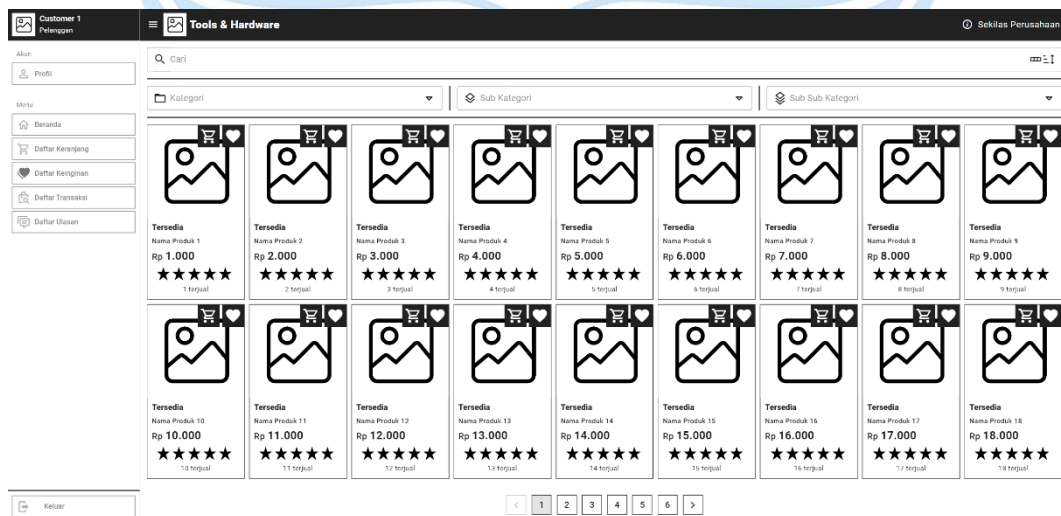 Customer 1
Pelanggan
Tools & Hardware
Sekilas Perusahaan
Akun
Profil
Menu
Beranda
Daftar Keranjang
Daftar Keinginan
Daftar Transaksi
Daftar Ulasan
Keluar
Cari
Kategori
Sub Kategori
Sub Sub Kategori
Tersedia Tersedia Tersedia Tersedia Tersedia Tersedia Tersedia Tersedia Tersedia
Nama Produk 1 Nama Produk 2 Nama Produk 3 Nama Produk 4 Nama Produk 5 Nama Produk 6 Nama Produk 7 Nama Produk 8 Nama Produk 9
Rp 1.000 Rp 2.000 Rp 3.000 Rp 4.000 Rp 5.000 Rp 6.000 Rp 7.000 Rp 8.000 Rp 9.000
1 terjual 2 terjual 3 terjual 4 terjual 5 terjual 6 terjual 7 terjual 8 terjual 9 terjual
Tersedia Tersedia Tersedia Tersedia Tersedia Tersedia Tersedia Tersedia Tersedia
Nama Produk 10 Nama Produk 11 Nama Produk 12 Nama Produk 13 Nama Produk 14 Nama Produk 15 Nama Produk 16 Nama Produk 17 Nama Produk 18
Rp 10.000 Rp 11.000 Rp 12.000 Rp 13.000 Rp 14.000 Rp 15.000 Rp 16.000 Rp 17.000 Rp 18.000
10 terjual 11 terjual 12 terjual 13 terjual 14 terjual 15 terjual 16 terjual 17 terjual 18 terjual
< 1 2 3 4 5 6 >